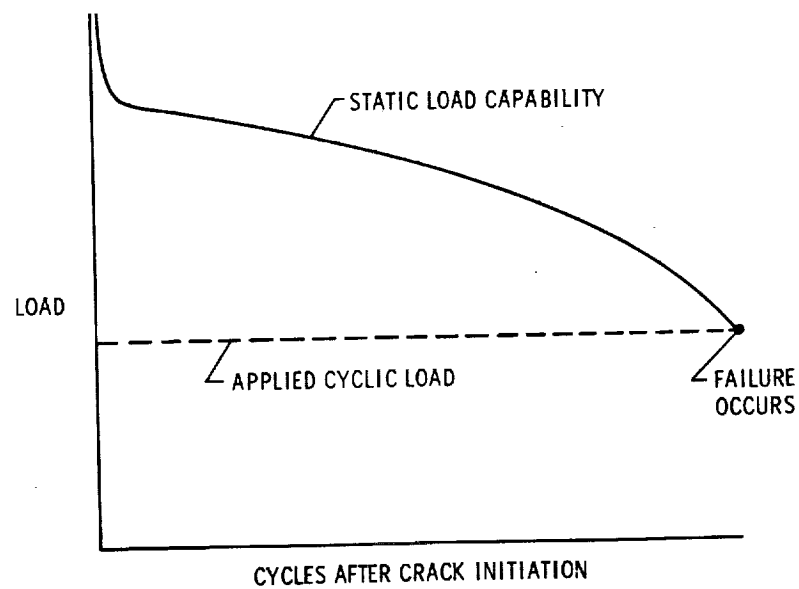 STATIC LOAD CAPABILITY
LOAD
APPLIED CYCLIC LOAD
FAILURE
OCCURS
CYCLES AFTER CRACK INITIATION